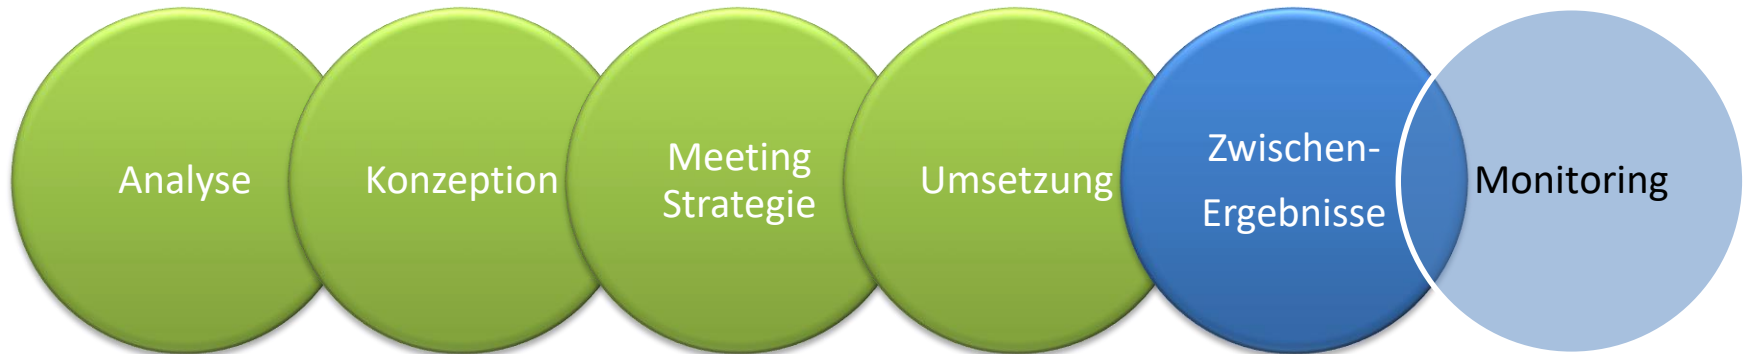 Analyse
Konzeption
Meeting
Strategie
Umsetzung
Zwischen-
Ergebnisse
Monitoring